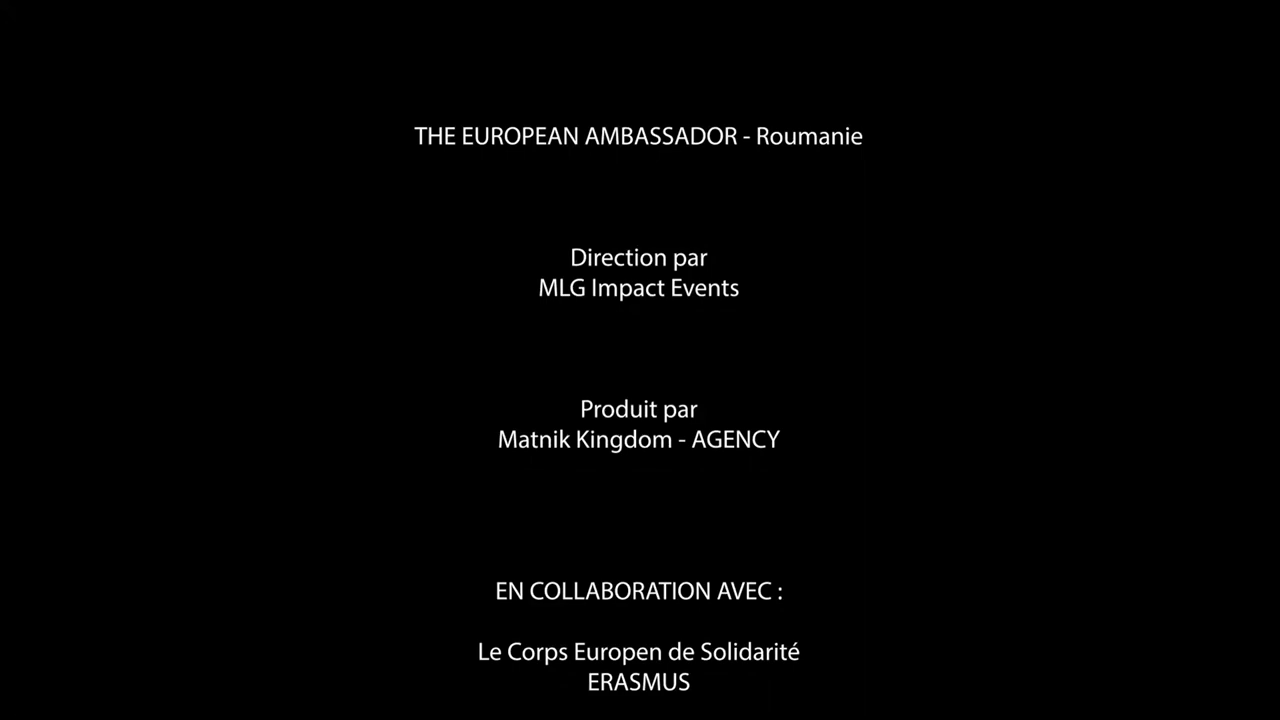 THE EUROPEAN AMBASSADOR - Roumanie
Direction par
MLG Impact Events
Produit par
Matnik Kingdom - AGENCY
EN COLLABORATION AVEC :
Le Corps Europen de Solidarité
ERASMUS